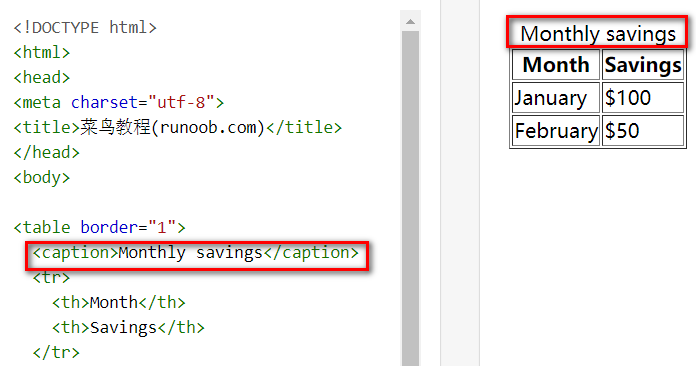 <!DOCTYPE html>
<html>
<head>
<meta charset="utf-8">
<title>菜鸟教程(runoob.com)</title>
</head>
<body>
<table border="1">
<caption>Monthly savings</caption>
<tr>
<th>Month</th>
<th>Savings</th>
</tr>
Monthly savings
Month Savings
January $100
February $50